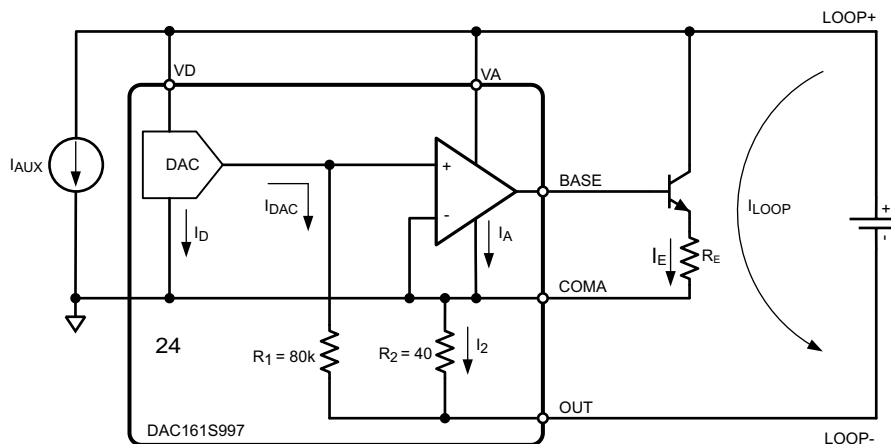 LOOP+
VD
VA
DAC
+
-
BASE
IAUX
IDAC
ID
IA
IE
RE
ILOOP
+
-
COMA
24
R1 = 80k
R2 = 40
I2
OUT
DAC161S997
LOOP-